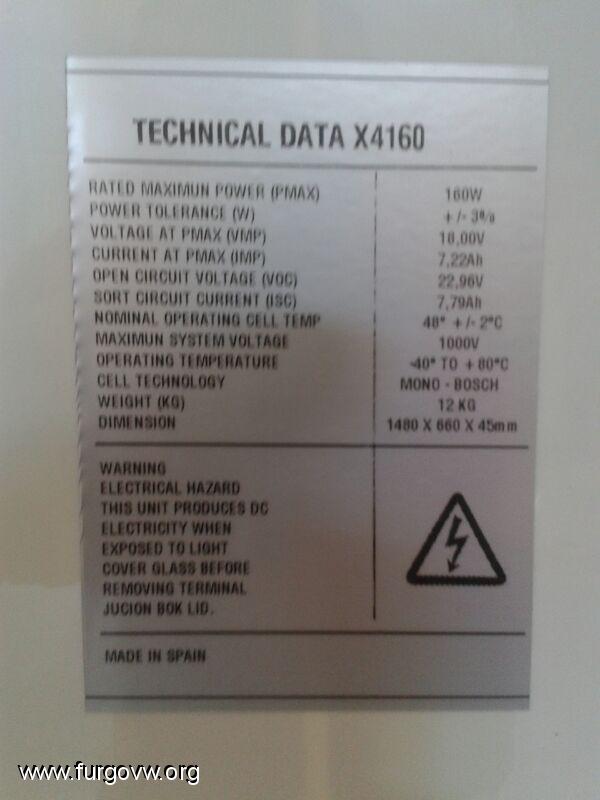 TECHNICAL DATA X4160
RATED MAXIMUN POWER (PMAX) 160W
POWER TOLERANCE (W) +/- 3%
VOLTAGE AT PMAX (VMP) 18,00V
CURRENT AT PMAX (IMP) 7,22Ah
OPEN CIRCUIT VOLTAGE (VOC) 22,96V
SORT CIRCUIT CURRENT (ISC) 7,79Ah
NOMINAL OPERATING CELL TEMP 48° +/- 2°C
MAXIMUN SYSTEM VOLTAGE 1000V
OPERATING TEMPERATURE -40° TO +80°C
CELL TECHNOLOGY MONO - BOSCH
WEIGHT (KG) 12 KG
DIMENSION 1480 X 660 X 45mm
WARNING
ELECTRICAL HAZARD
THIS UNIT PRODUCES DC
ELECTRICITY WHEN
EXPOSED TO LIGHT
COVER GLASS BEFORE
REMOVING TERMINAL
JUCION BOK LID.
MADE IN SPAIN
www.furgovw.org